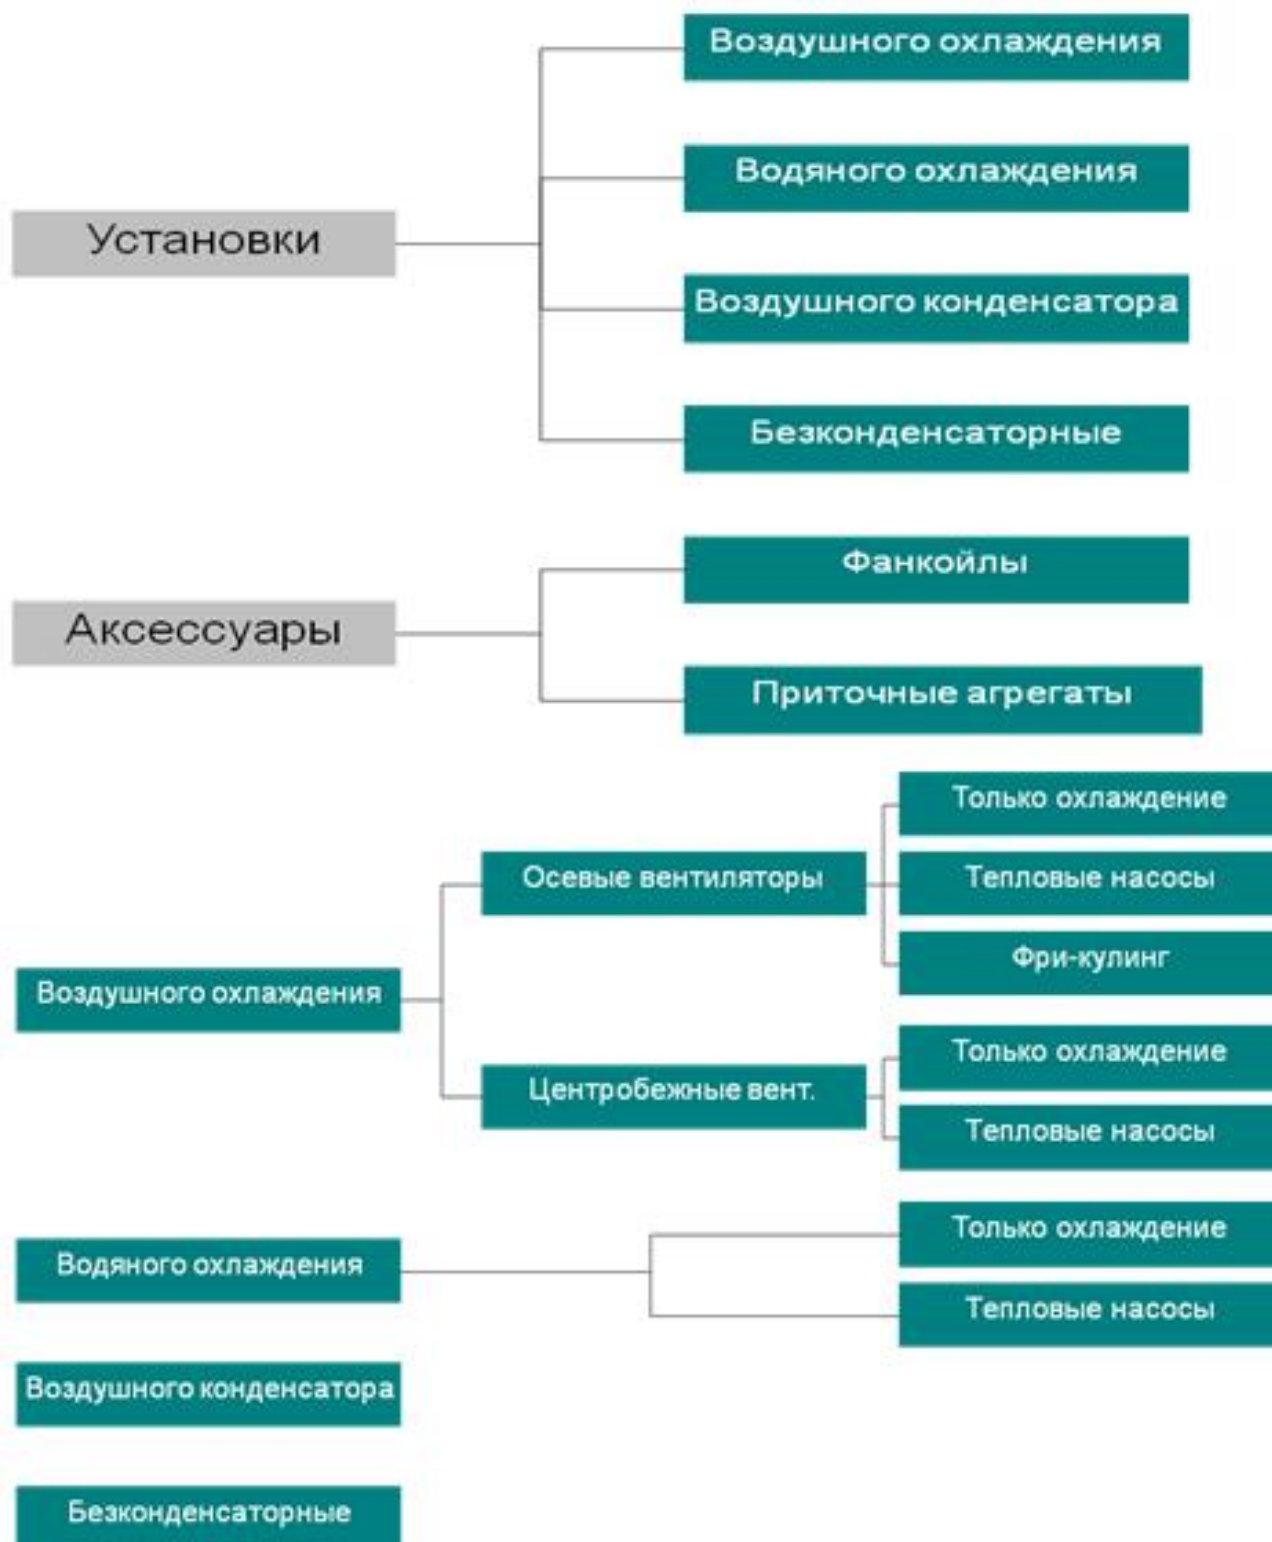 Воздушного охлаждения
Водяного охлаждения
Установки
Воздушного конденсатора
Безконденсаторные
Фанкойлы
Аксессуары
Приточные агрегаты
Только охлаждение
Осевые вентиляторы
Тепловые насосы
Фри-кулинг
Воздушного охлаждения
Только охлаждение
Центробежные вент.
Тепловые насосы
Только охлаждение
Водяного охлаждения
Тепловые насосы
Воздушного конденсатора
Безконденсаторные